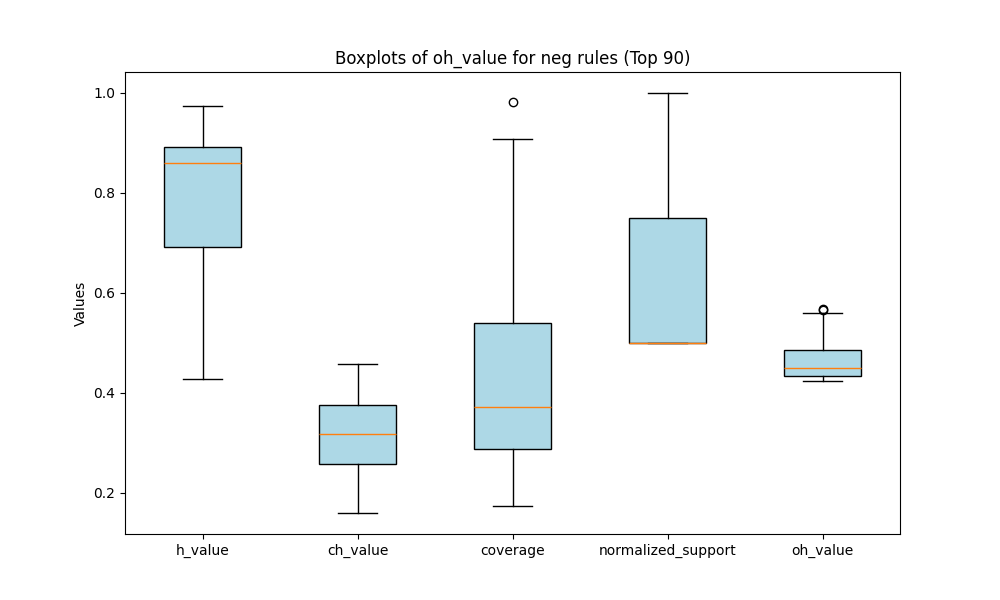 Boxplots of oh_value for neg rules (Top 90)
Values
1.0
0.8
0.6
0.4
0.2
h_value
ch_value
coverage
normalized_support
oh_value